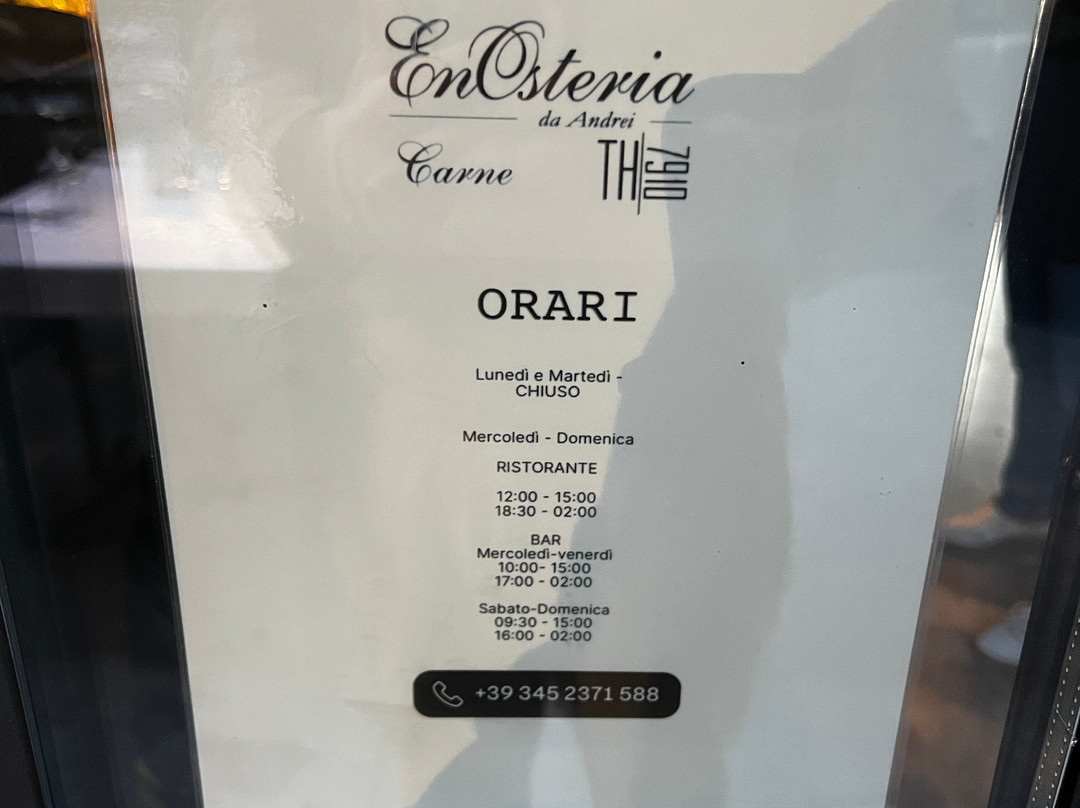 EnOsteria
da Andrei
Carne
TH
0162
ORARI
Lunedì e Martedì -
CHIUSO
Mercoledì - Domenica
RISTORANTE
12:00 - 15:00
18:30 - 02:00
BAR
Mercoledì-venerdì
10:00- 15:00
17:00 - 02:00
Sabato-Domenica
09:30 - 15:00
16:00 - 02:00
+39 345 2371 588